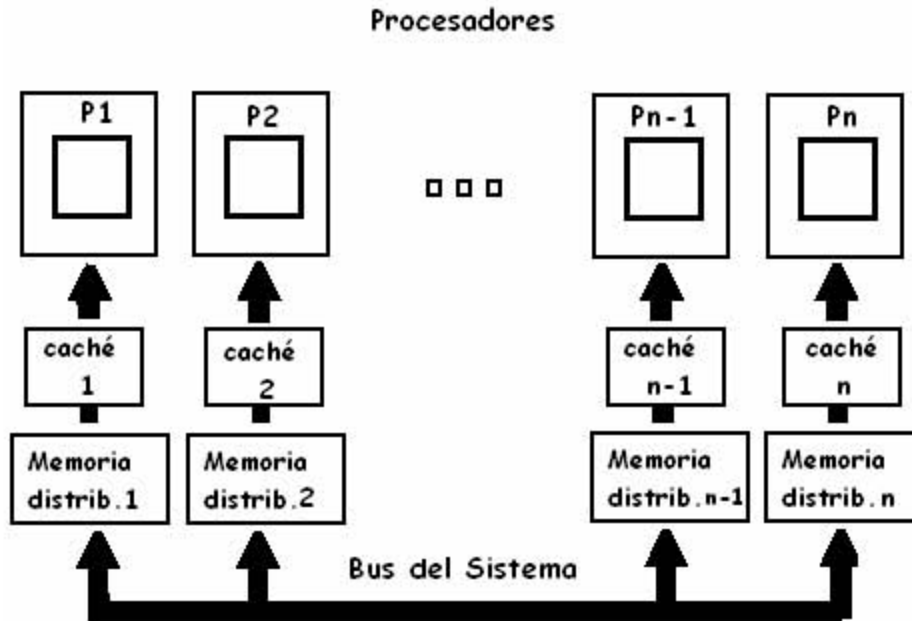 Procesadores
P1
P2
Pn-1
Pn
caché
1
caché
2
caché
n-1
caché
n
Memoria
distrib.1
Memoria
distrib.2
Memoria
distrib.n-1
Memoria
distrib.n
Bus del Sistema